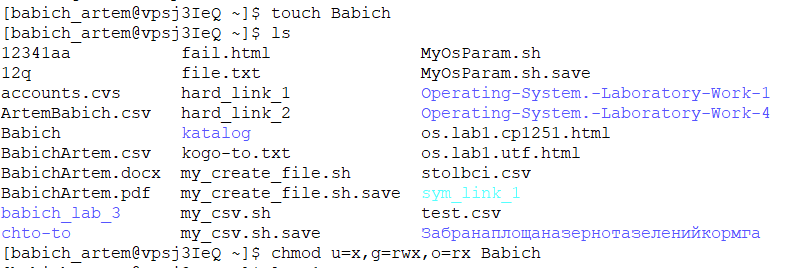 [babich_artem@vpsj3IeQ ~]$ touch Babich
[babich_artem@vpsj3IeQ ~]$ ls
12341aa fail.html MyOsParam.sh
12q file.txt MyOsParam.sh.save
accounts.cvs hard_link_1 Operating-System.-Laboratory-Work-1
ArtemBabich.csv hard_link_2 Operating-System.-Laboratory-Work-4
Babich katalog os.lab1.cp1251.html
BabichArtem.csv kogo-to.txt os.lab1.utf.html
BabichArtem.docx my_create_file.sh stolbci.csv
BabichArtem.pdf my_create_file.sh.save sym_link_1
babich_lab_3 my_csv.sh test.csv
chto-to my_csv.sh.save Забранаплощаназернотазеленийкормга
[babich_artem@vpsj3IeQ ~]$ chmod u=x,g=rwx,o=rx Babich